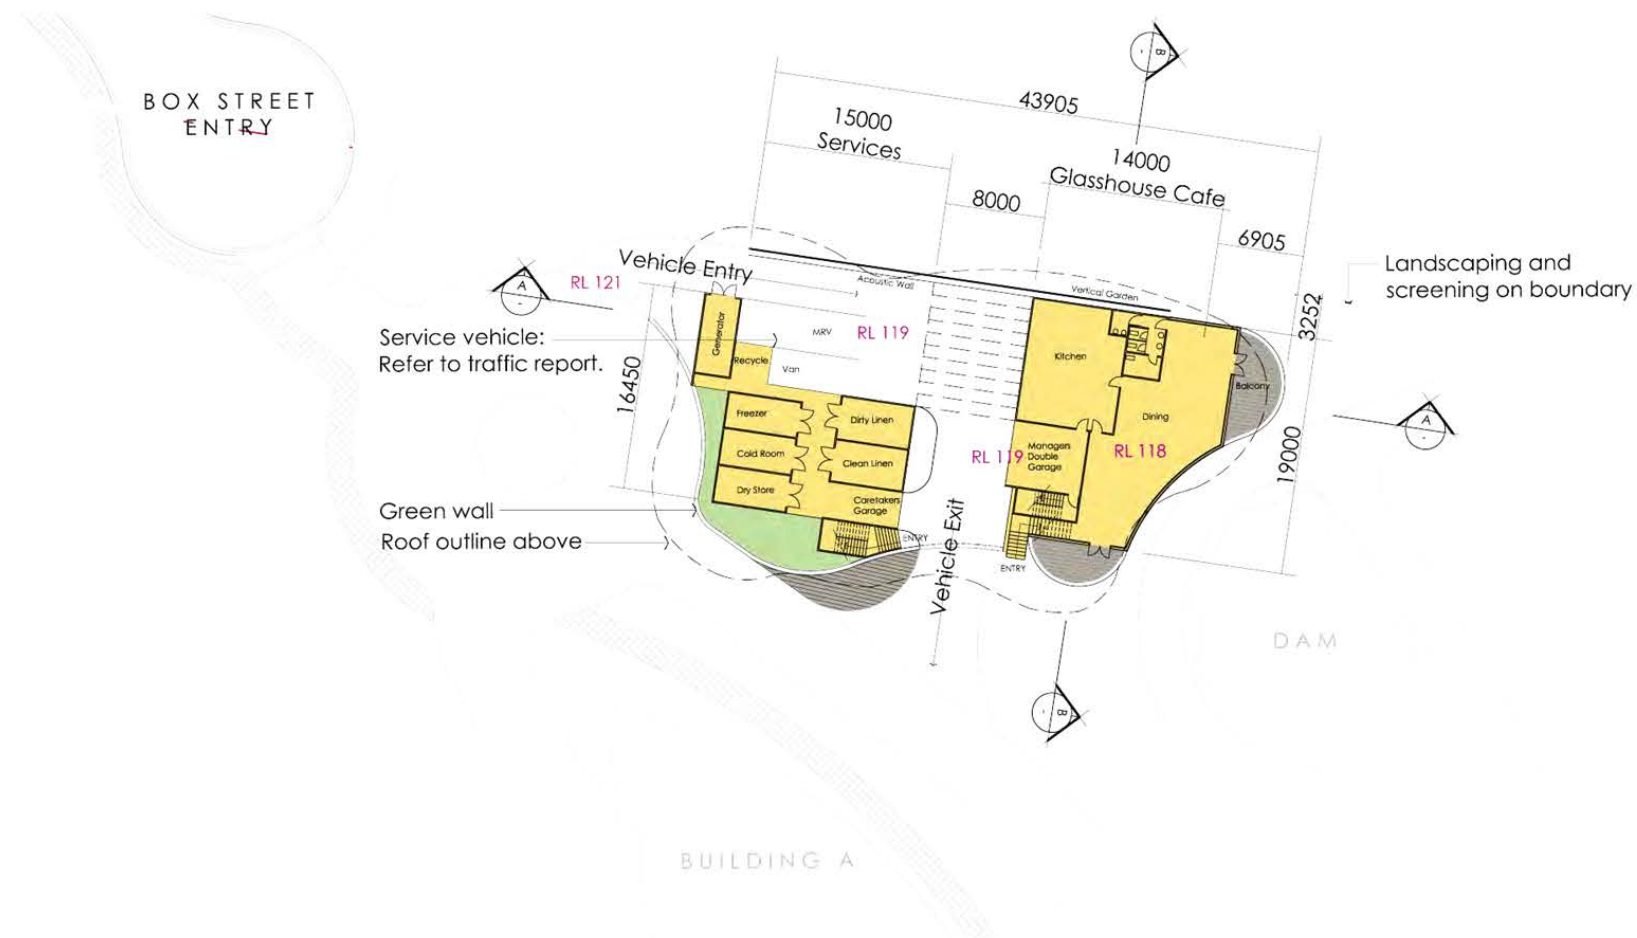 BOX STREET
ENTRY
B
43905
15000
Services
14000
Glasshouse Cafe
8000
6905
Landscaping and
screening on boundary
Vehicle Entry
A
RL 121
Acoustic Wall
Vertical Garden
3252
Service vehicle:
Refer to traffic report.
Generator
MRV
RL 119
Recycle
Van
Kitchen
Balcony
16450
Freezer
Dirty Linen
Dining
A
Cold Room
Clean Linen
RL 119
Managers
Double
Garage
RL 118
19000
Dry Store
Caretakers
Garage
Green wall
Roof outline above
ENTRY
Vehicle Exit
ENTRY
DAM
B
BUILDING A